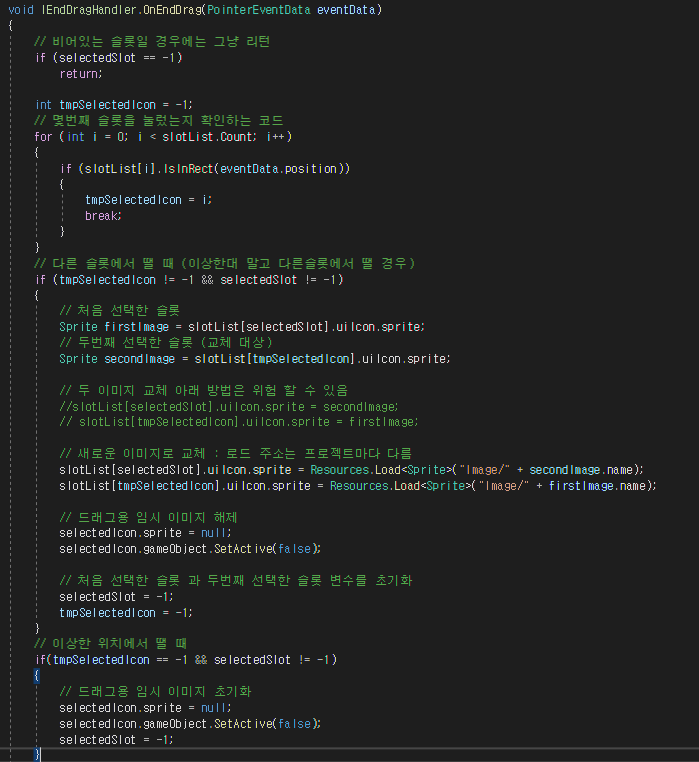 void IEndDragHandler.OnEndDrag(PointerEventData eventData)
{
// 비어있는 슬롯일 경우에는 그냥 리턴
if (selectedSlot == -1)
return;
int tmpSelectedIcon = -1;
// 몇번째 슬롯을 눌렀는지 확인하는 코드
for (int i = 0; i < slotList.Count; i++)
{
if (slotList[i].IsInRect(eventData.position))
{
tmpSelectedIcon = i;
break;
}
}
// 다른 슬롯에서 뗄 때 (이상한대 말고 다른슬롯에서 뗄 경우)
if (tmpSelectedIcon != -1 && selectedSlot != -1)
{
// 처음 선택한 슬롯
Sprite firstImage = slotList[selectedSlot].uiIcon.sprite;
// 두번째 선택한 슬롯 (교체 대상)
Sprite secondImage = slotList[tmpSelectedIcon].uiIcon.sprite;
// 두 이미지 교체 아래 방법은 위험 할 수 있음
//slotList[selectedSlot].uiIcon.sprite = secondImage;
// slotList[tmpSelectedIcon].uiIcon.sprite = firstImage;
// 새로운 이미지로 교체 : 로드 주소는 프로젝트마다 다름
slotList[selectedSlot].uiIcon.sprite = Resources.Load<Sprite>("Image/" + secondImage.name);
slotList[tmpSelectedIcon].uiIcon.sprite = Resources.Load<Sprite>("Image/" + firstImage.name);
// 드래그용 임시 이미지 해제
selectedIcon.sprite = null;
selectedIcon.gameObject.SetActive(false);
// 처음 선택한 슬롯 과 두번째 선택한 슬롯 변수를 초기화
selectedSlot = -1;
tmpSelectedIcon = -1;
}
// 이상한 위치에서 뗄 때
if(tmpSelectedIcon == -1 && selectedSlot != -1)
{
// 드래그용 임시 이미지 초기화
selectedIcon.sprite = null;
selectedIcon.gameObject.SetActive(false);
selectedSlot = -1;
}